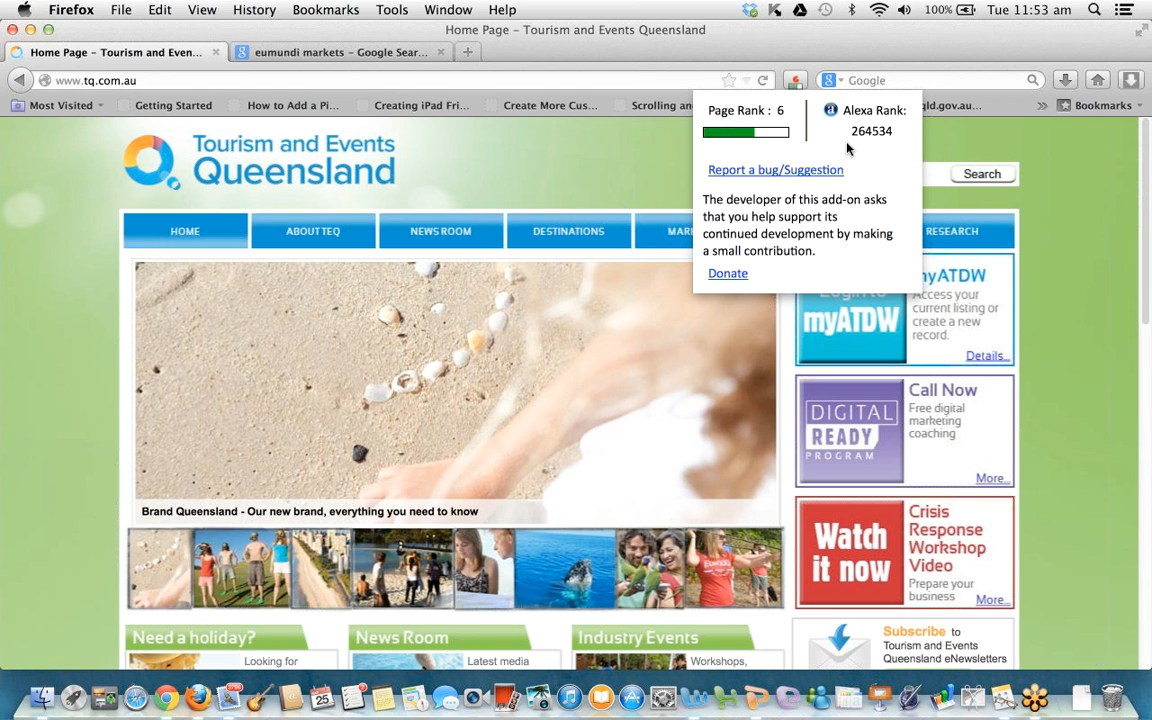 Firefox File Edit View History Bookmarks Tools Window Help 100% Tue 11:53 am
Home Page – Tourism and Events Queensland
Home Page – Tourism and Even... eumundi markets – Google Sear...
www.tq.com.au Google
Most Visited Getting Started How to Add a Pi... Creating iPad Fri... Create More Cus... Scrolling and qld.gov.au... Bookmarks
Page Rank : 6
Alexa Rank:
264534
Report a bug/Suggestion
The developer of this add-on asks
that you help support its
continued development by making
a small contribution.
Donate
Tourism and Events
Queensland
Search
HOME ABOUT TEQ NEWS ROOM DESTINATIONS MAR RESEARCH
myATDW
Access your
current listing or
create a new
record.
Details...
myATDW
Call Now
Free digital
marketing
coaching
More...
DIGITAL
READY
PROGRAM
Brand Queensland - Our new brand, everything you need to know
Watch
it now
Crisis
Response
Workshop
Video
Prepare your
business
More...
Need a holiday?
Looking for
News Room
Latest media
Industry Events
Workshops,
Subscribe to
Tourism and Events
Queensland eNewsletters
25